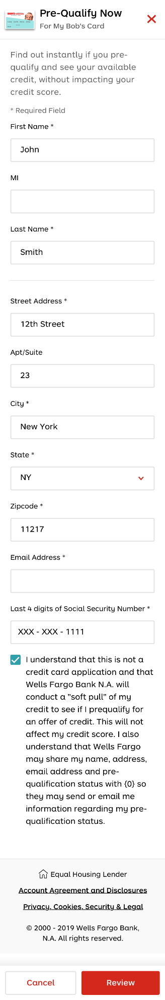 BOB'S
Pre-Qualify Now
For My Bob's Card
Find out instantly if you pre-
qualify and see your available
credit, without impacting your
credit score.
* Required Field
First Name *
John
MI
Last Name *
Smith
Street Address *
12th Street
Apt/Suite
23
City *
New York
State *
NY
Zipcode *
11217
Email Address *
Last 4 digits of Social Security Number *
XXX - XXX - 1111
I understand that this is not a
credit card application and that
Wells Fargo Bank N.A. will
conduct a "soft pull" of my
credit to see if I prequalify for
an offer of credit. This will not
affect my credit score. I also
understand that Wells Fargo
may share my name, address,
email address and pre-
qualification status with {0} so
they may send or email me
information regarding my pre-
qualification status.
Equal Housing Lender
Account Agreement and Disclosures
Privacy, Cookies, Security & Legal
© 2000 - 2019 Wells Fargo Bank,
N.A. All rights reserved.
Cancel
Review